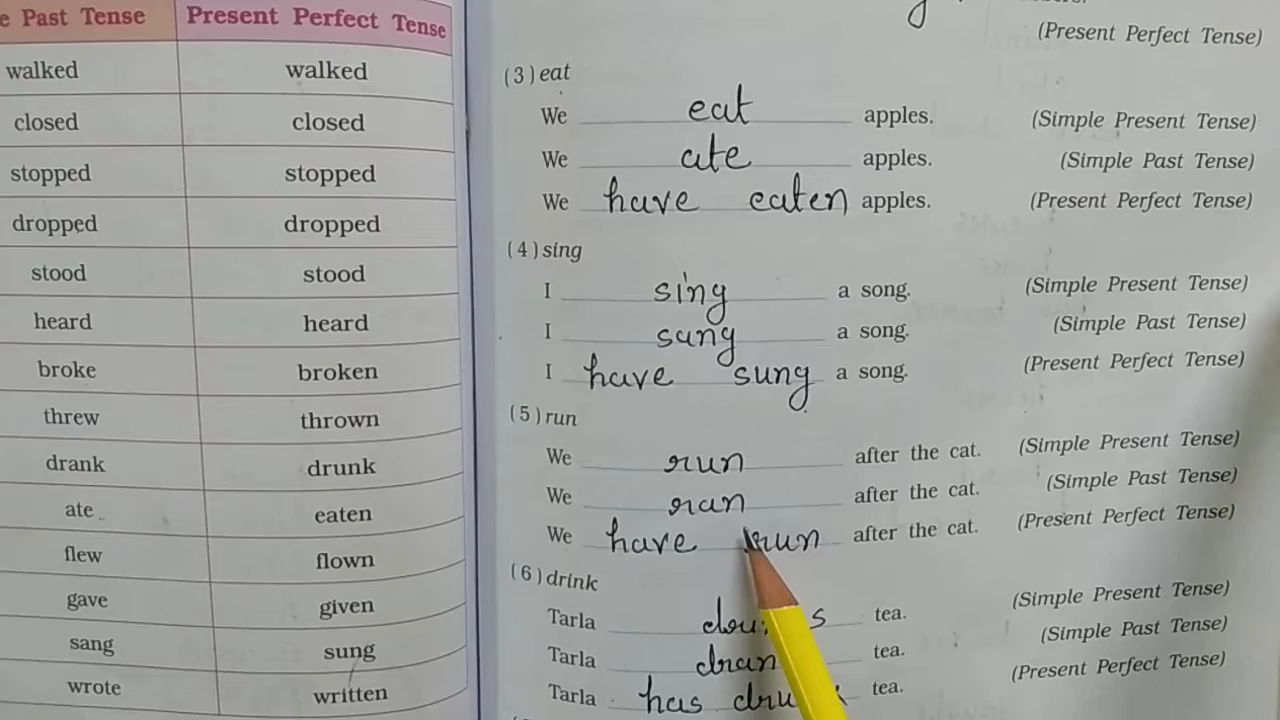 e Past Tense Present Perfect Tense
walked walked
closed closed
stopped stopped
dropped dropped
stood stood
heard heard
broke broken
threw thrown
drank drunk
ate eaten
flew flown
gave given
sang sung
wrote written
(Present Perfect Tense)
(3) eat
We eat apples. (Simple Present Tense)
We ate apples. (Simple Past Tense)
We have eaten apples. (Present Perfect Tense)
(4) sing
I sing a song. (Simple Present Tense)
I sang a song. (Simple Past Tense)
I have sung a song. (Present Perfect Tense)
(5) run
We run after the cat. (Simple Present Tense)
We ran after the cat. (Simple Past Tense)
We have run after the cat. (Present Perfect Tense)
(6) drink
Tarla tea. (Simple Present Tense)
Tarla tea. (Simple Past Tense)
Tarla has tea. (Present Perfect Tense)